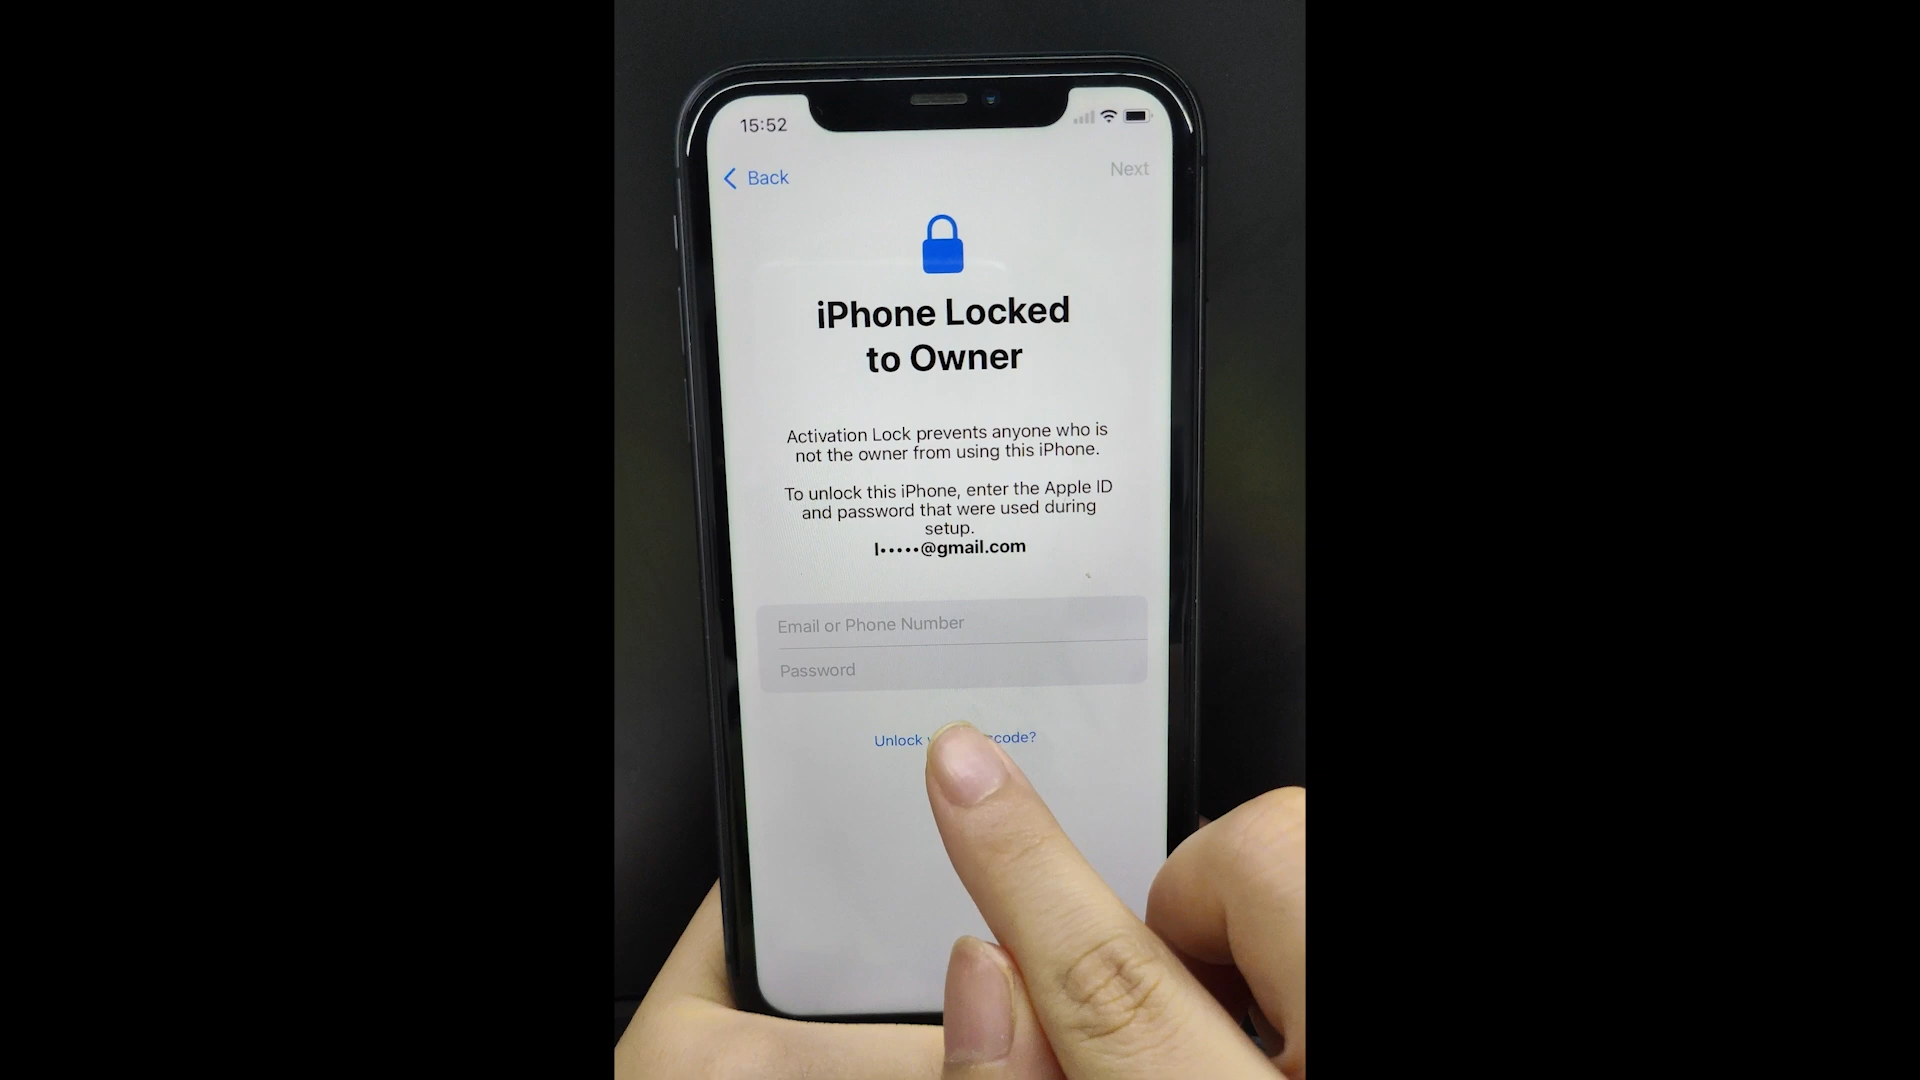 15:52
Back
Next
iPhone Locked
to Owner
Activation Lock prevents anyone who is
not the owner from using this iPhone.
To unlock this iPhone, enter the Apple ID
and password that were used during
setup.
l•••••@gmail.com
Email or Phone Number
Password
Unlock